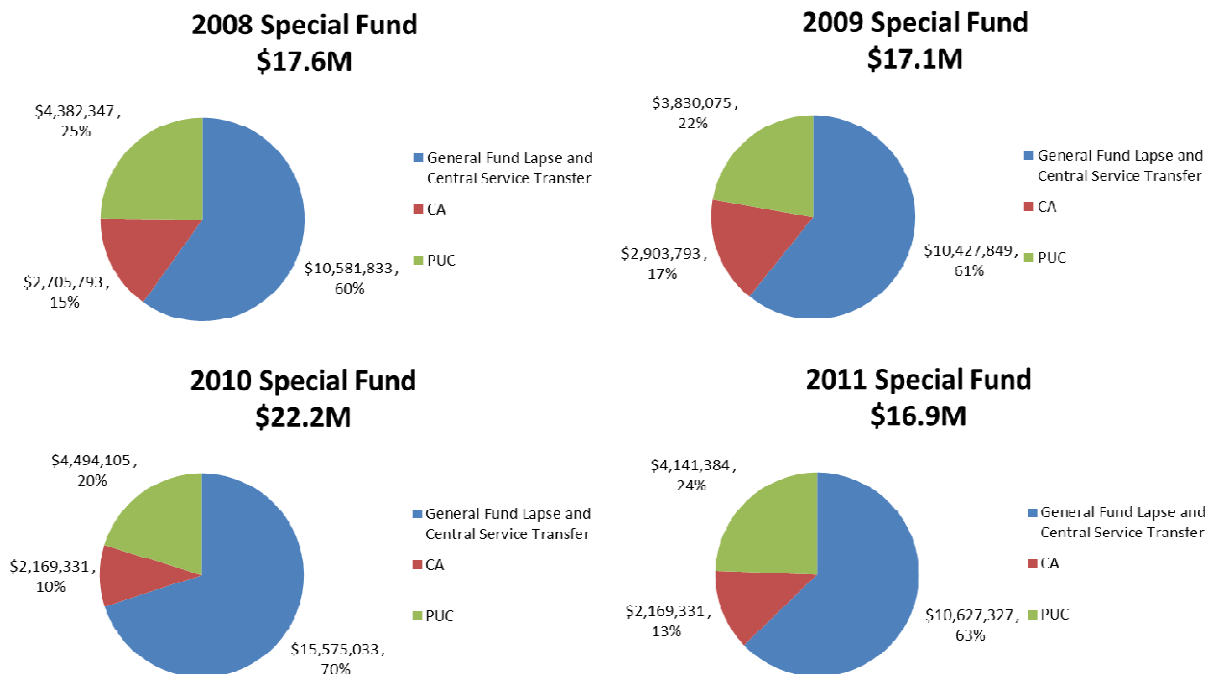 2008 Special Fund
$17.6M
$4,382,347,
25%
General Fund Lapse and
Central Service Transfer
CA
PUC
$2,705,793,
15%
$10,581,833,
60%
2009 Special Fund
$17.1M
$3,830,075,
22%
General Fund Lapse and
Central Service Transfer
CA
PUC
$2,903,793,
17%
$10,427,849,
61%
2010 Special Fund
$22.2M
$4,494,105,
20%
General Fund Lapse and
Central Service Transfer
CA
PUC
$2,169,331,
10%
$15,575,033,
70%
2011 Special Fund
$16.9M
$4,141,384,
24%
General Fund Lapse and
Central Service Transfer
CA
PUC
$2,169,331,
13%
$10,627,327,
63%